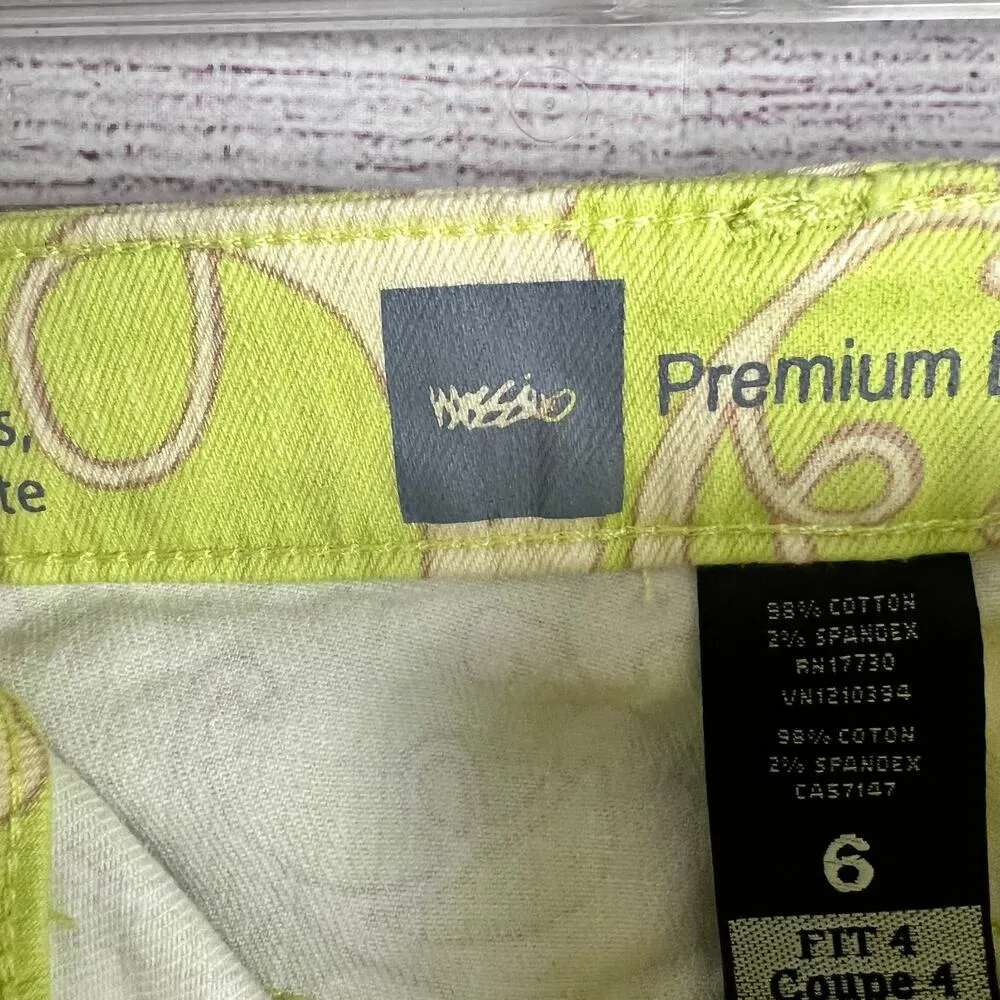 s,
te
MOSSIMO
Premium
98% COTTON
2% SPANDEX
RN17730
VN1210394
98% COTON
2% SPANDEX
CA57147
6
FIT 4
Coupe 4